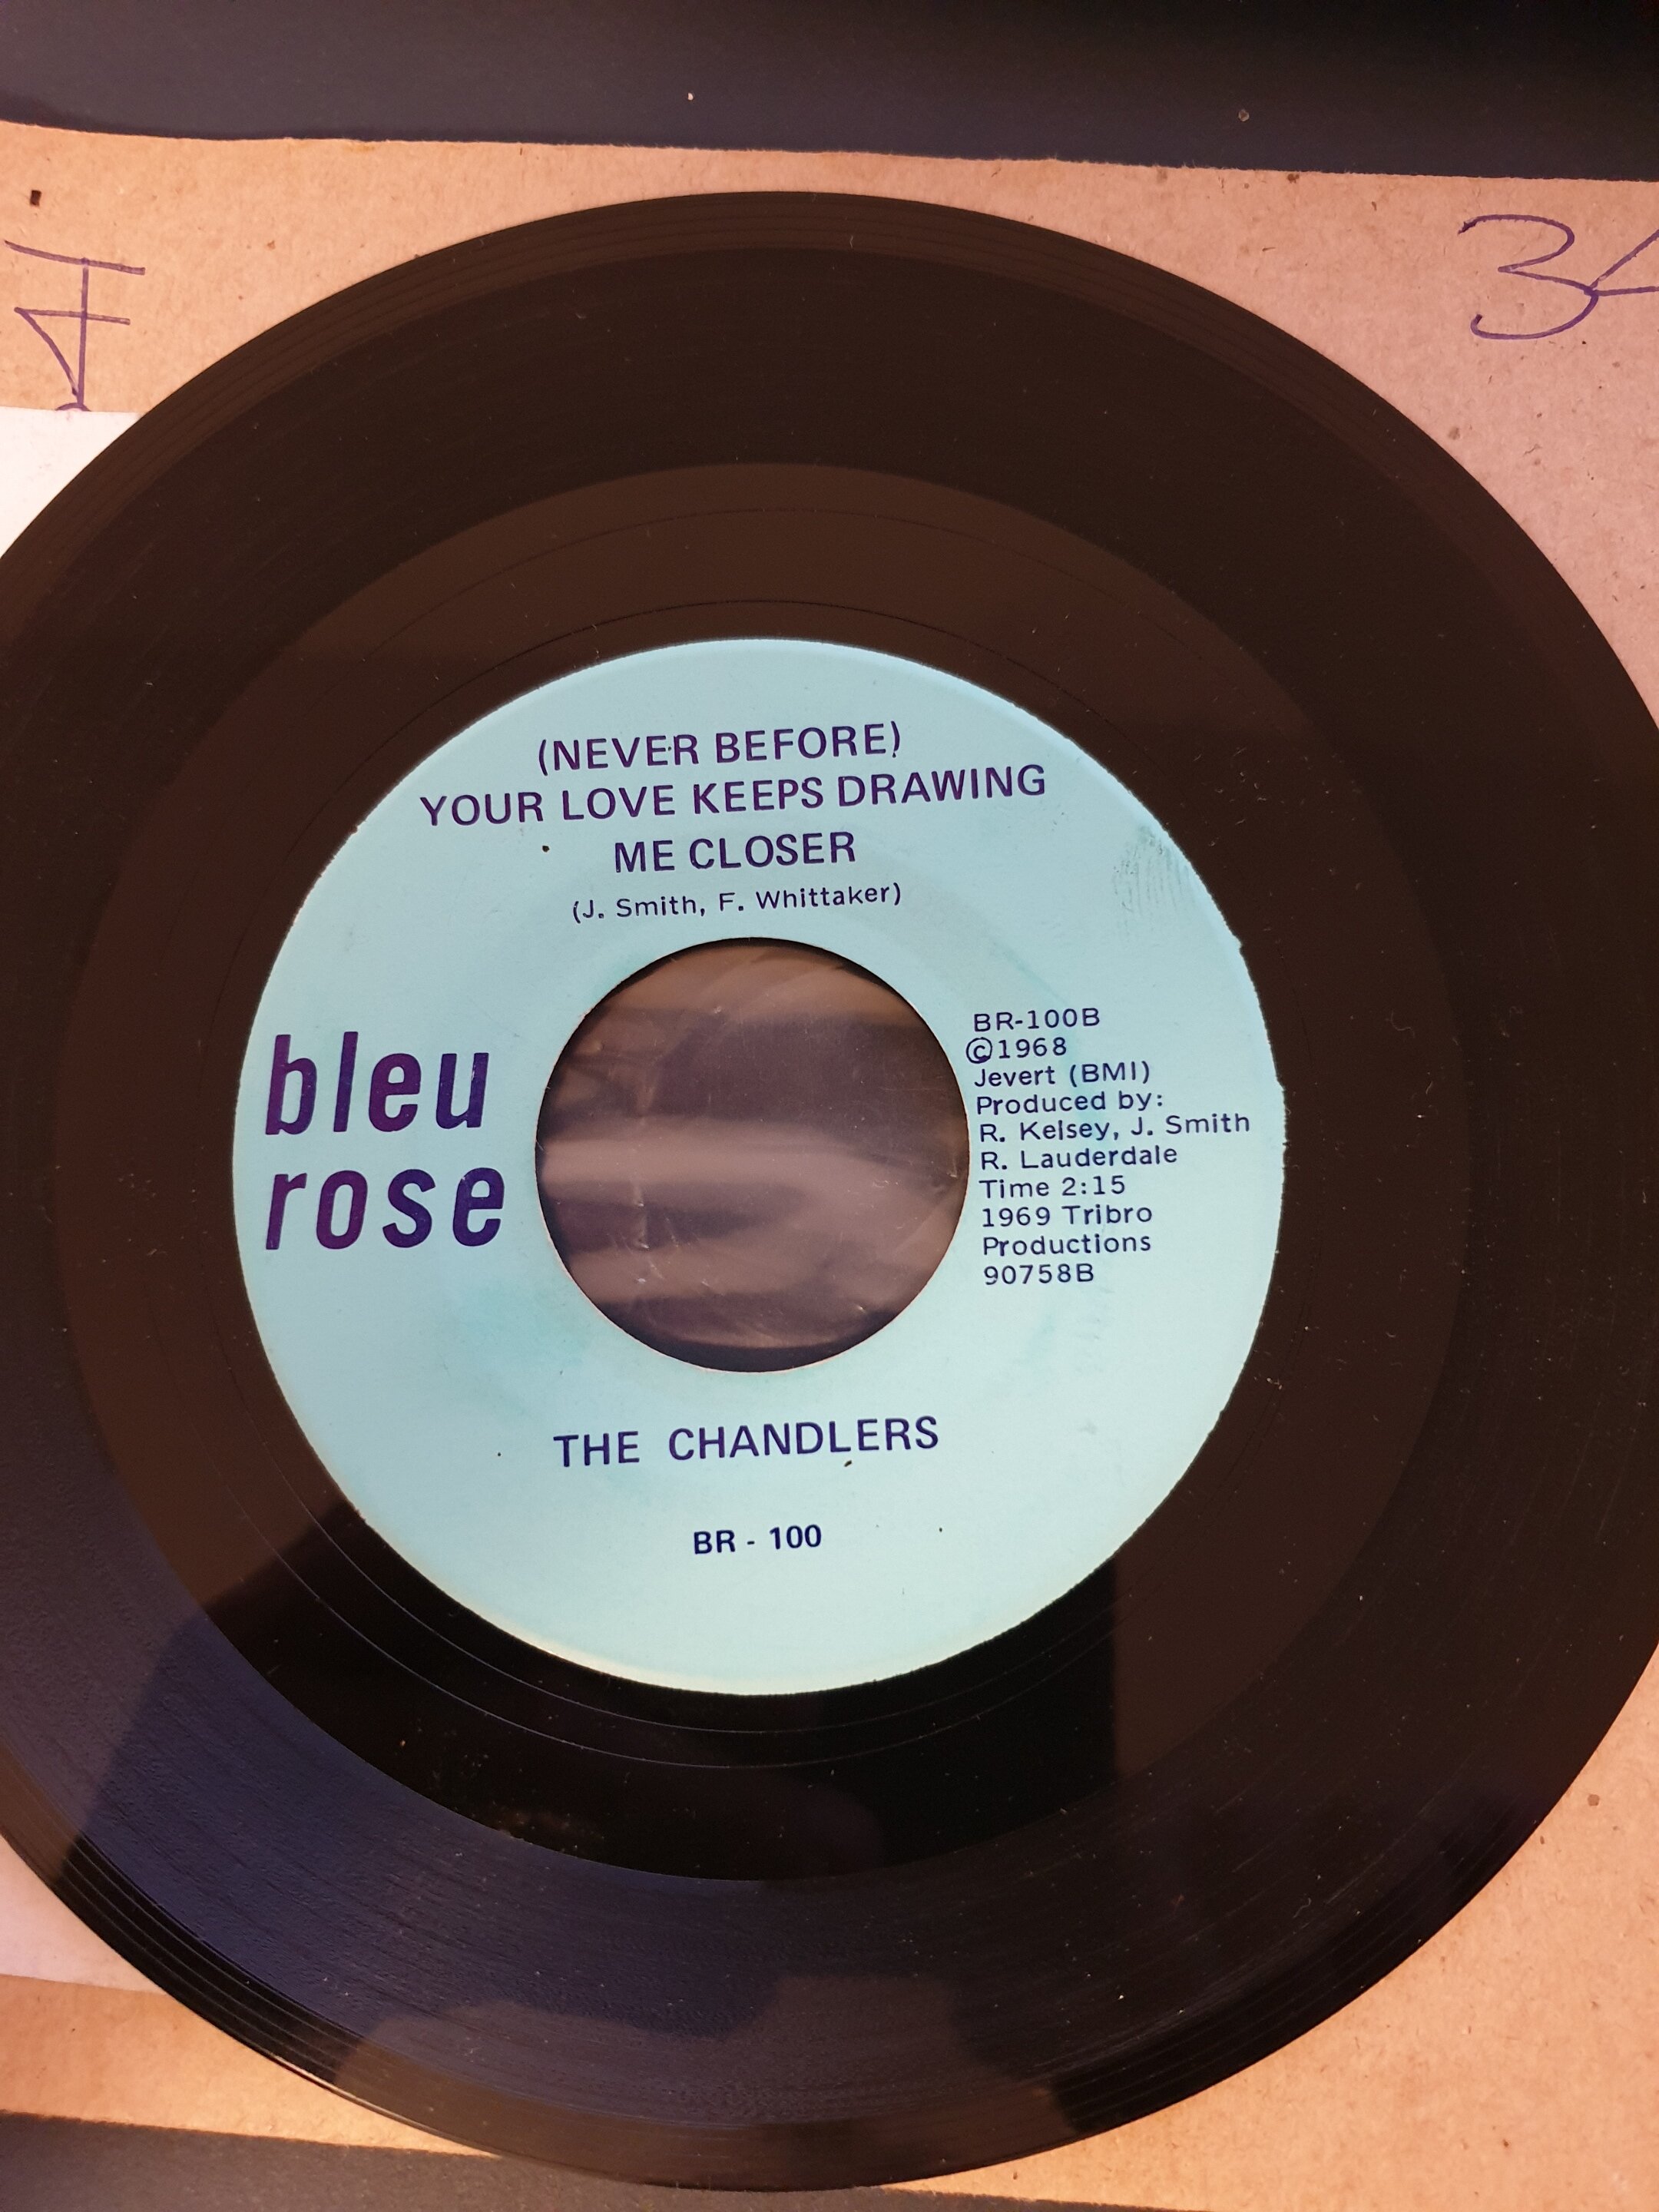 (NEVER BEFORE)
YOUR LOVE KEEPS DRAWING
ME CLOSER
(J. Smith, F. Whittaker)
bleu
rose
BR-100B
©1968
Jevert (BMI)
Produced by:
R. Kelsey, J. Smith
R. Lauderdale
Time 2:15
1969 Tribro
Productions
90758B
THE CHANDLERS
BR - 100